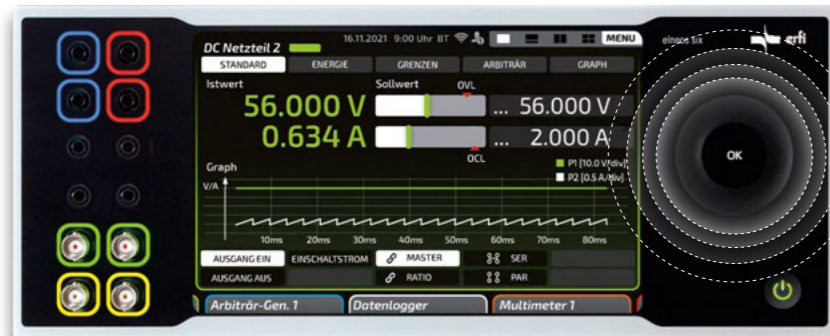 DC Netzteil 2
16.11.2021 9:00 Uhr BT
MENU
STANDARD ENERGIE GRENZEN ARBITRÄR GRAPH
Istwert Sollwert OVL
56.000 V ... 56.000 V
0.634 A ... 2.000 A
OCL
Graph
P1 [10.0 V/div]
P2 [0.5 A/div]
V/A
10ms 20ms 30ms 40ms 50ms 60ms 70ms 80ms
AUSGANG EIN EINSCHALTSTROM MASTER SER
AUSGANG AUS RATIO PAR
Arbiträr-Gen. 1 Datenlogger Multimeter 1
elneos six
erfi
OK